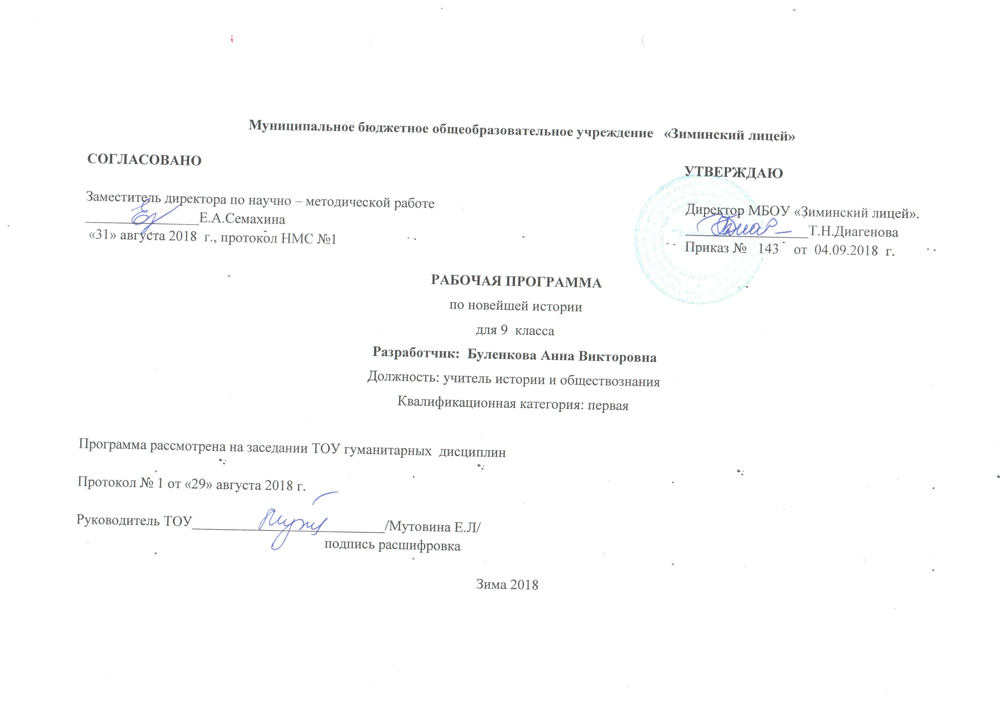 Муниципальное бюджетное общеобразовательное учреждение «Зиминский лицей»
СОГЛАСОВАНО
Заместитель директора по научно – методической работе
________________Е.А.Семахина
«31» августа 2018 г., протокол НМС №1
УТВЕРЖДАЮ
Директор МБОУ «Зиминский лицей».
_________________Т.Н.Диагенова
Приказ № 143 от 04.09.2018 г.
РАБОЧАЯ ПРОГРАММА
по новейшей истории
для 9 класса
Разработчик: Буленкова Анна Викторовна
Должность: учитель истории и обществознания
Квалификационная категория: первая
Программа рассмотрена на заседании ТОУ гуманитарных дисциплин
Протокол № 1 от «29» августа 2018 г.
Руководитель ТОУ___________________________/Мутовина Е.Л/
подпись расшифровка
Зима 2018